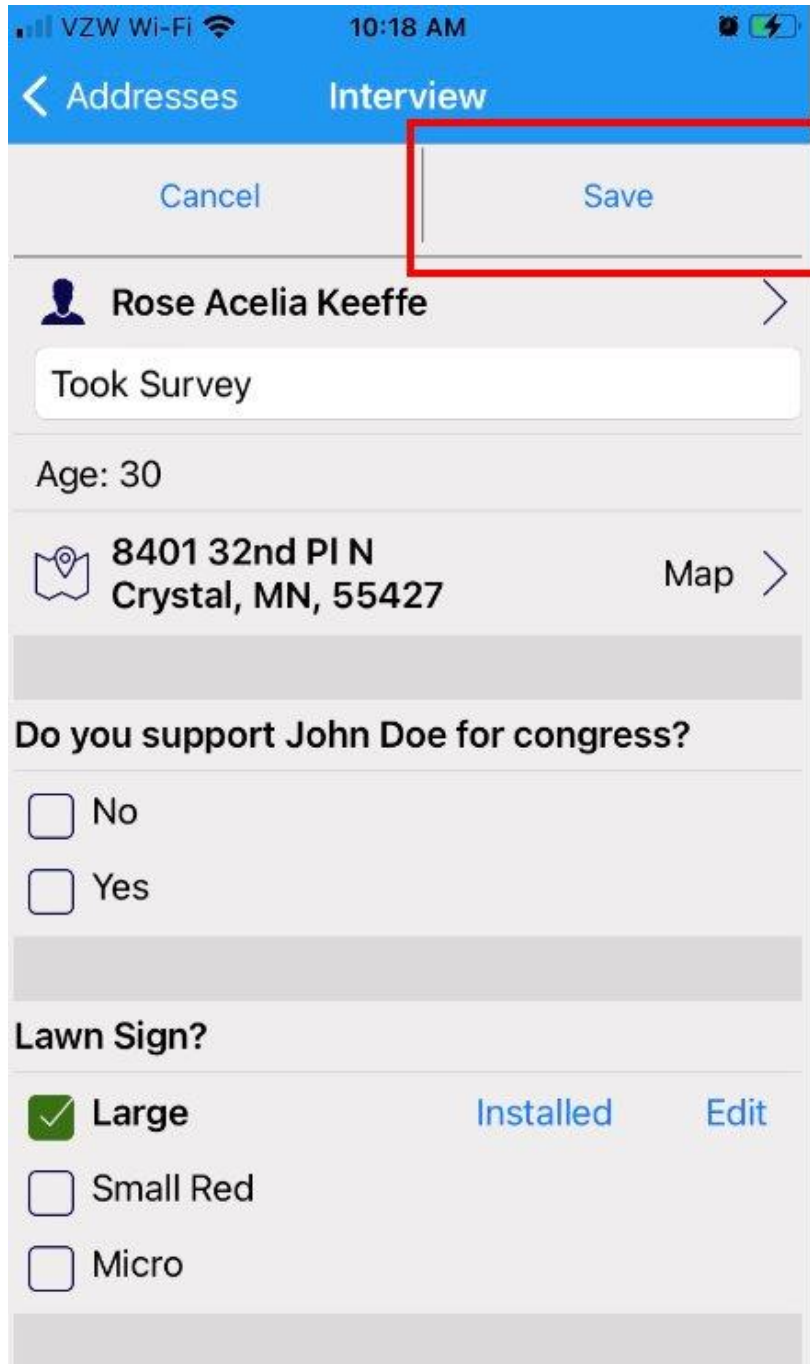 VZW Wi-Fi 10:18 AM
Addresses Interview
Cancel Save
Rose Acelia Keeffe
Took Survey
Age: 30
8401 32nd Pl N
Crystal, MN, 55427
Map
Do you support John Doe for congress?
No
Yes
Lawn Sign?
Large Installed Edit
Small Red
Micro